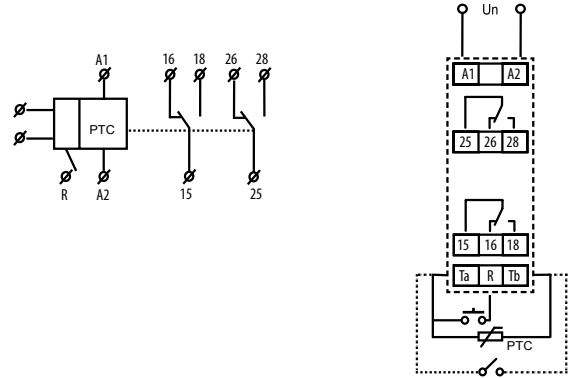 A1
16 18 26 28
PTC
R A2 15 25
Un
A1 A2
25 26 28
15 16 18
Ta R Tb
PTC